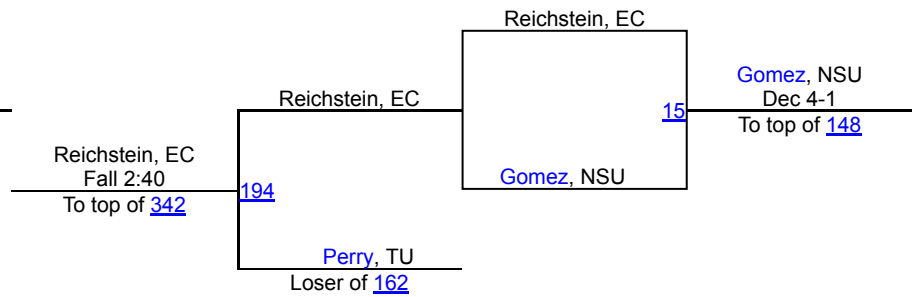 Reichstein, EC
Gomez, NSU
Dec 4-1
Reichstein, EC
15
To top of 148
Reichstein, EC
Fall 2:40
Gomez, NSU
194
To top of 342
Perry, TU
Loser of 162